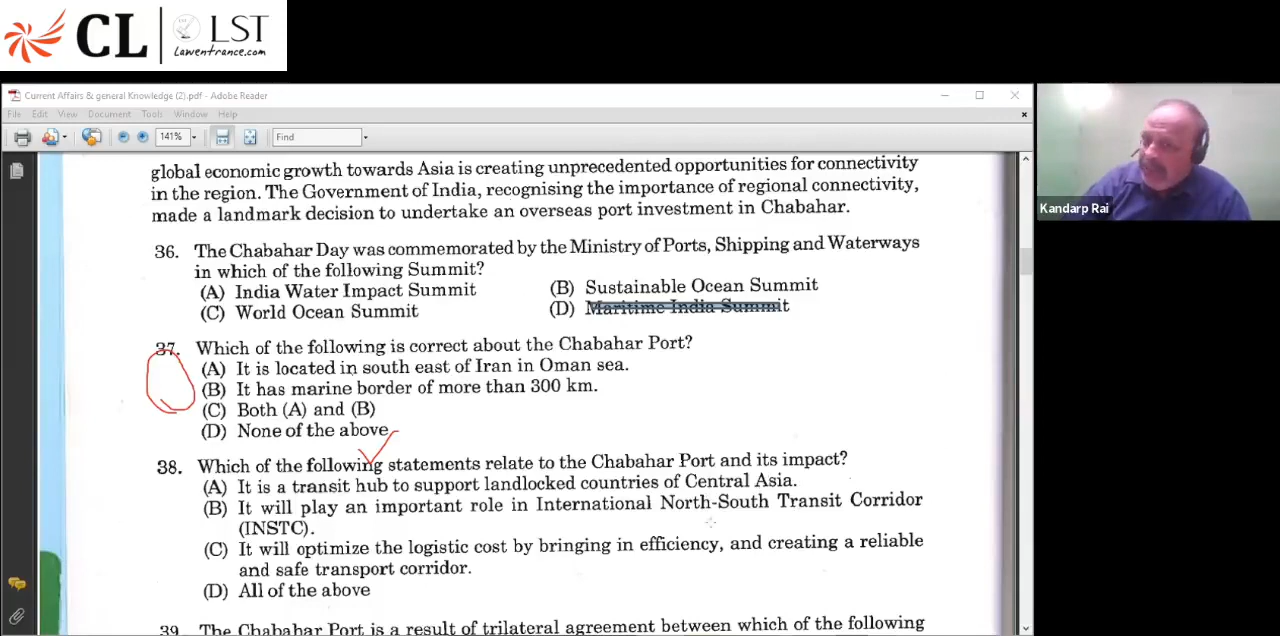 CL LST
Lawentrance.com
Current Affairs & general Knowledge (2).pdf - Adobe Reader
File Edit View Document Tools Window Help
141% Find
Kandarp Rai
global economic growth towards Asia is creating unprecedented opportunities for connectivity
in the region. The Government of India, recognising the importance of regional connectivity,
made a landmark decision to undertake an overseas port investment in Chabahar.
36. The Chabahar Day was commemorated by the Ministry of Ports, Shipping and Waterways
in which of the following Summit?
(A) India Water Impact Summit (B) Sustainable Ocean Summit
(C) World Ocean Summit (D) Maritime India Summit
37. Which of the following is correct about the Chabahar Port?
(A) It is located in south east of Iran in Oman sea.
(B) It has marine border of more than 300 km.
(C) Both (A) and (B)
(D) None of the above
38. Which of the following statements relate to the Chabahar Port and its impact?
(A) It is a transit hub to support landlocked countries of Central Asia.
(B) It will play an important role in International North-South Transit Corridor
(INSTC).
(C) It will optimize the logistic cost by bringing in efficiency, and creating a reliable
and safe transport corridor.
(D) All of the above
39. The Chabahar Port is a result of trilateral agreement between which of the following